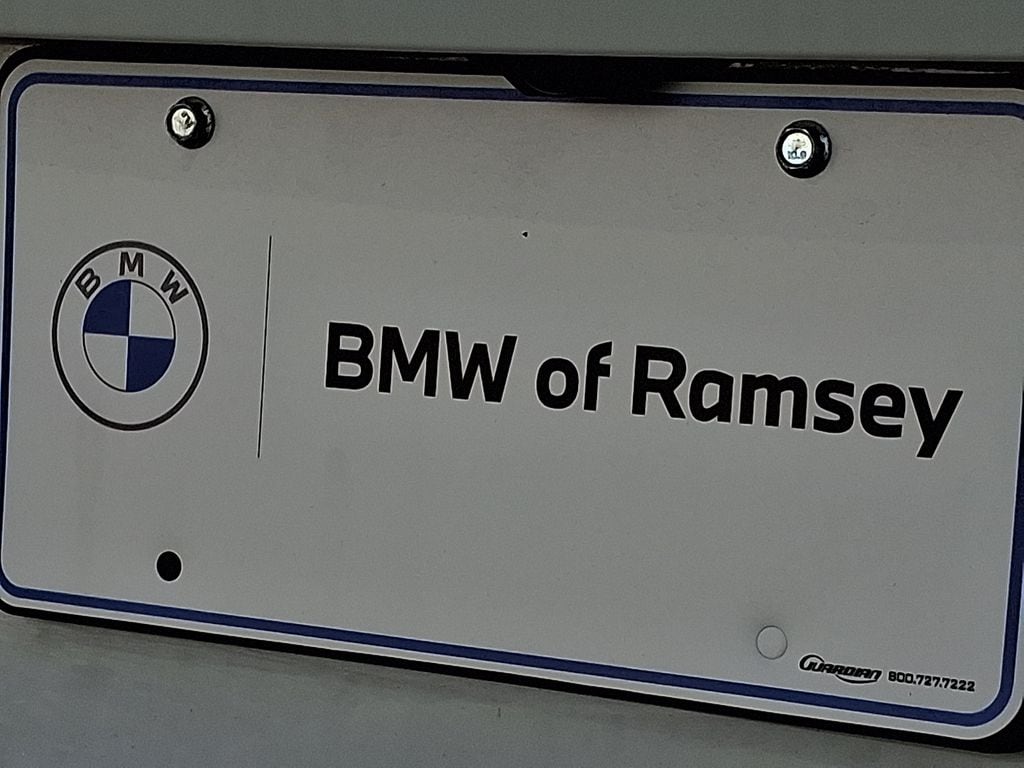 BMW
BMW of Ramsey
GUARDIAN 800.727.7222